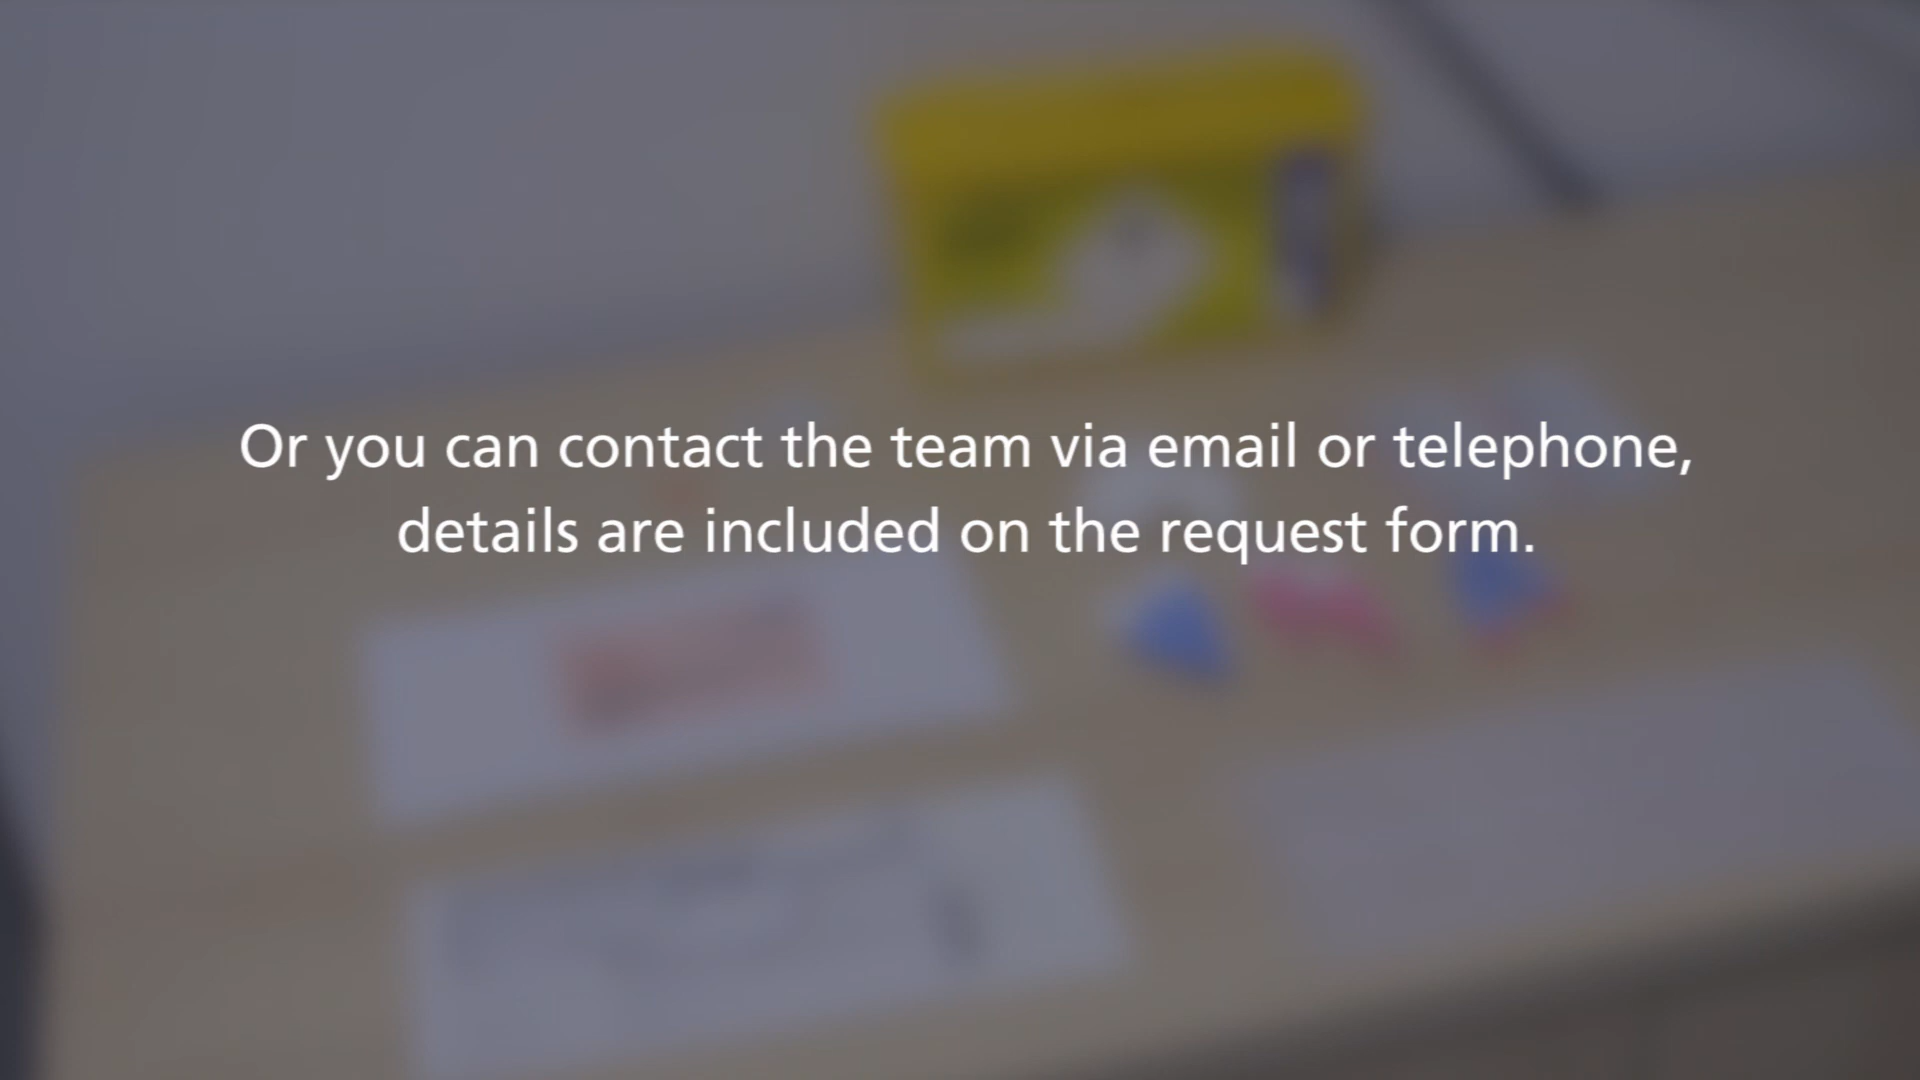 Or you can contact the team via email or telephone,
details are included on the request form.